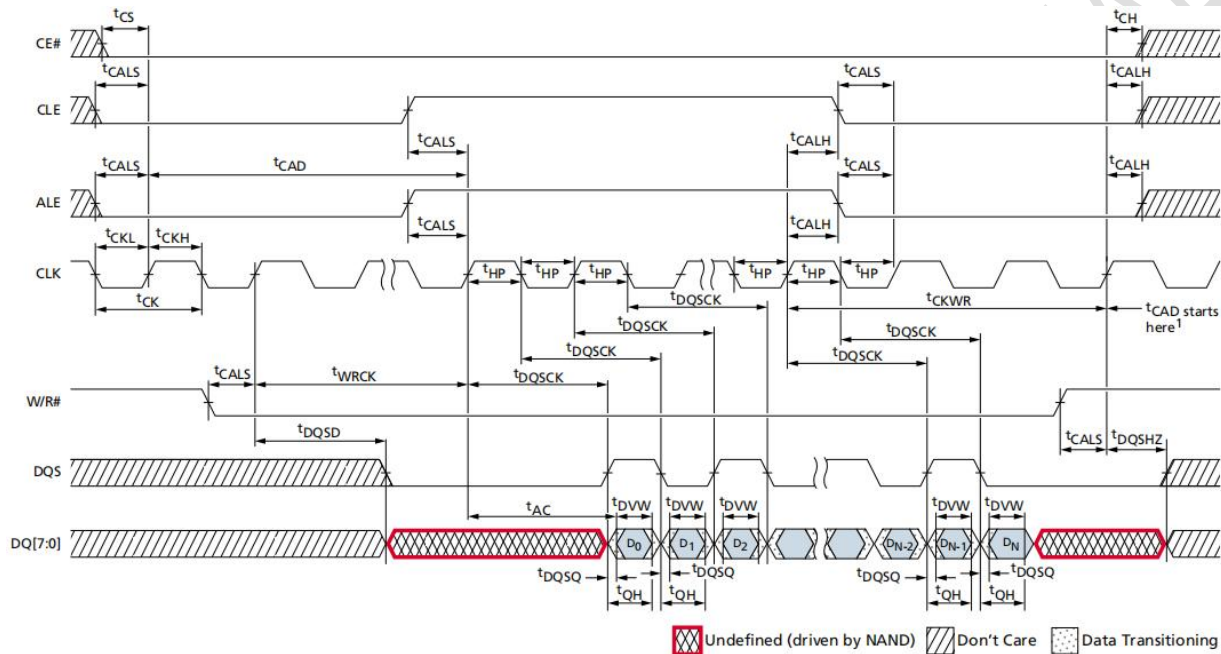 tCS tCH
CE#
tCALS tCALS tCALH
CLE
tCALS tCALH
tCALS tCAD tCALS tCALH
ALE
tCALS tCALH
tCKL tCKH
CLK tHP tHP tHP tHP tHP tHP
tCK tDQSCK tCKWR tCAD starts
here1
tDQSCK tDQSCK
tDQSCK tDQSCK
tCALS tWRCK tDQSCK
W/R#
tDQSD tCALS tDQSHZ
DQS
tAC tDVW tDVW tDVW tDVW tDVW
DQ[7:0] D0 D1 D2 DN-2 DN-1 DN
tDQSQ tDQSQ tDQSQ tDQSQ
tQH tQH tQH tQH
Undefined (driven by NAND) Don't Care Data Transitioning